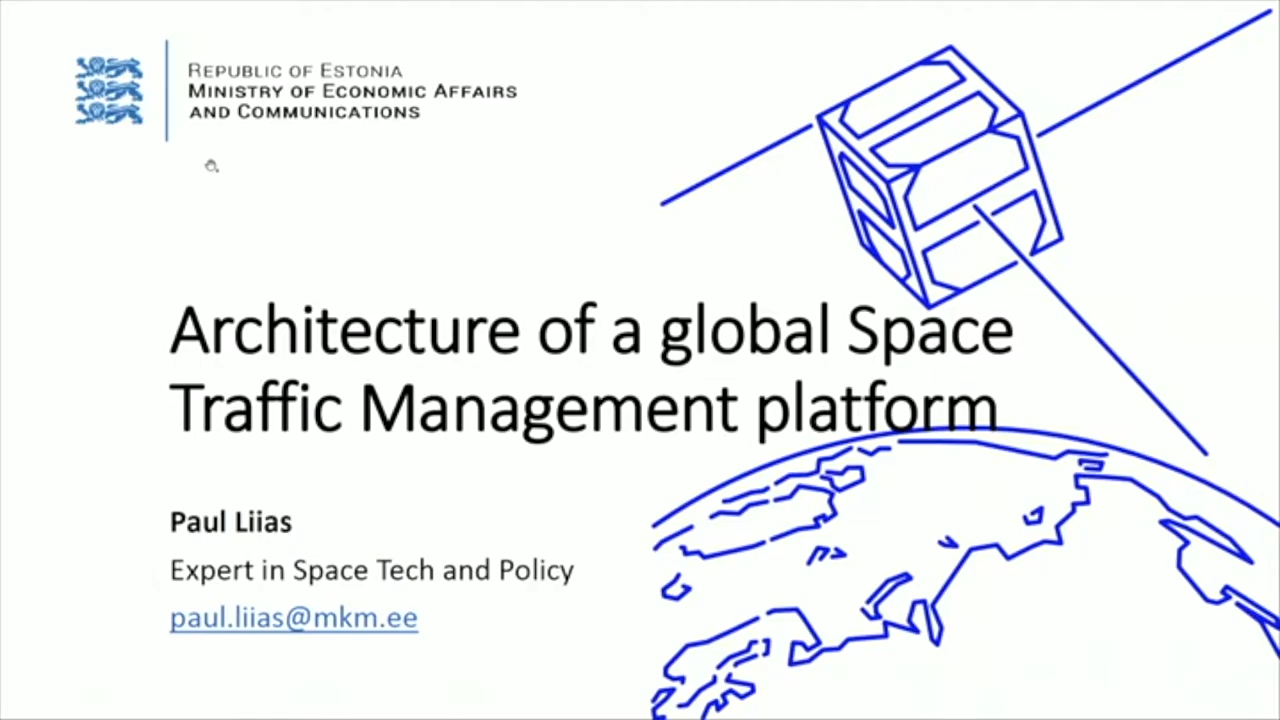 REPUBLIC OF ESTONIA
MINISTRY OF ECONOMIC AFFAIRS
AND COMMUNICATIONS
Architecture of a global Space
Traffic Management platform
Paul Liias
Expert in Space Tech and Policy
paul.liias@mkm.ee